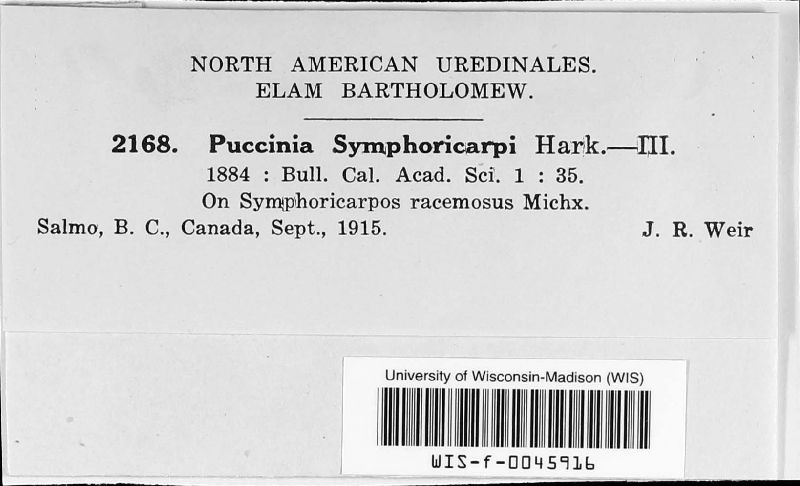 NORTH AMERICAN UREDINALES.
ELAM BARTHOLOMEW.
2168. Puccinia Symphoricarpi Hark.—III.
1884 : Bull. Cal. Acad. Sci. 1 : 35.
On Symphoricarpos racemosus Michx.
Salmo, B. C., Canada, Sept., 1915. J. R. Weir
University of Wisconsin-Madison (WIS)
WIS-f-0045916